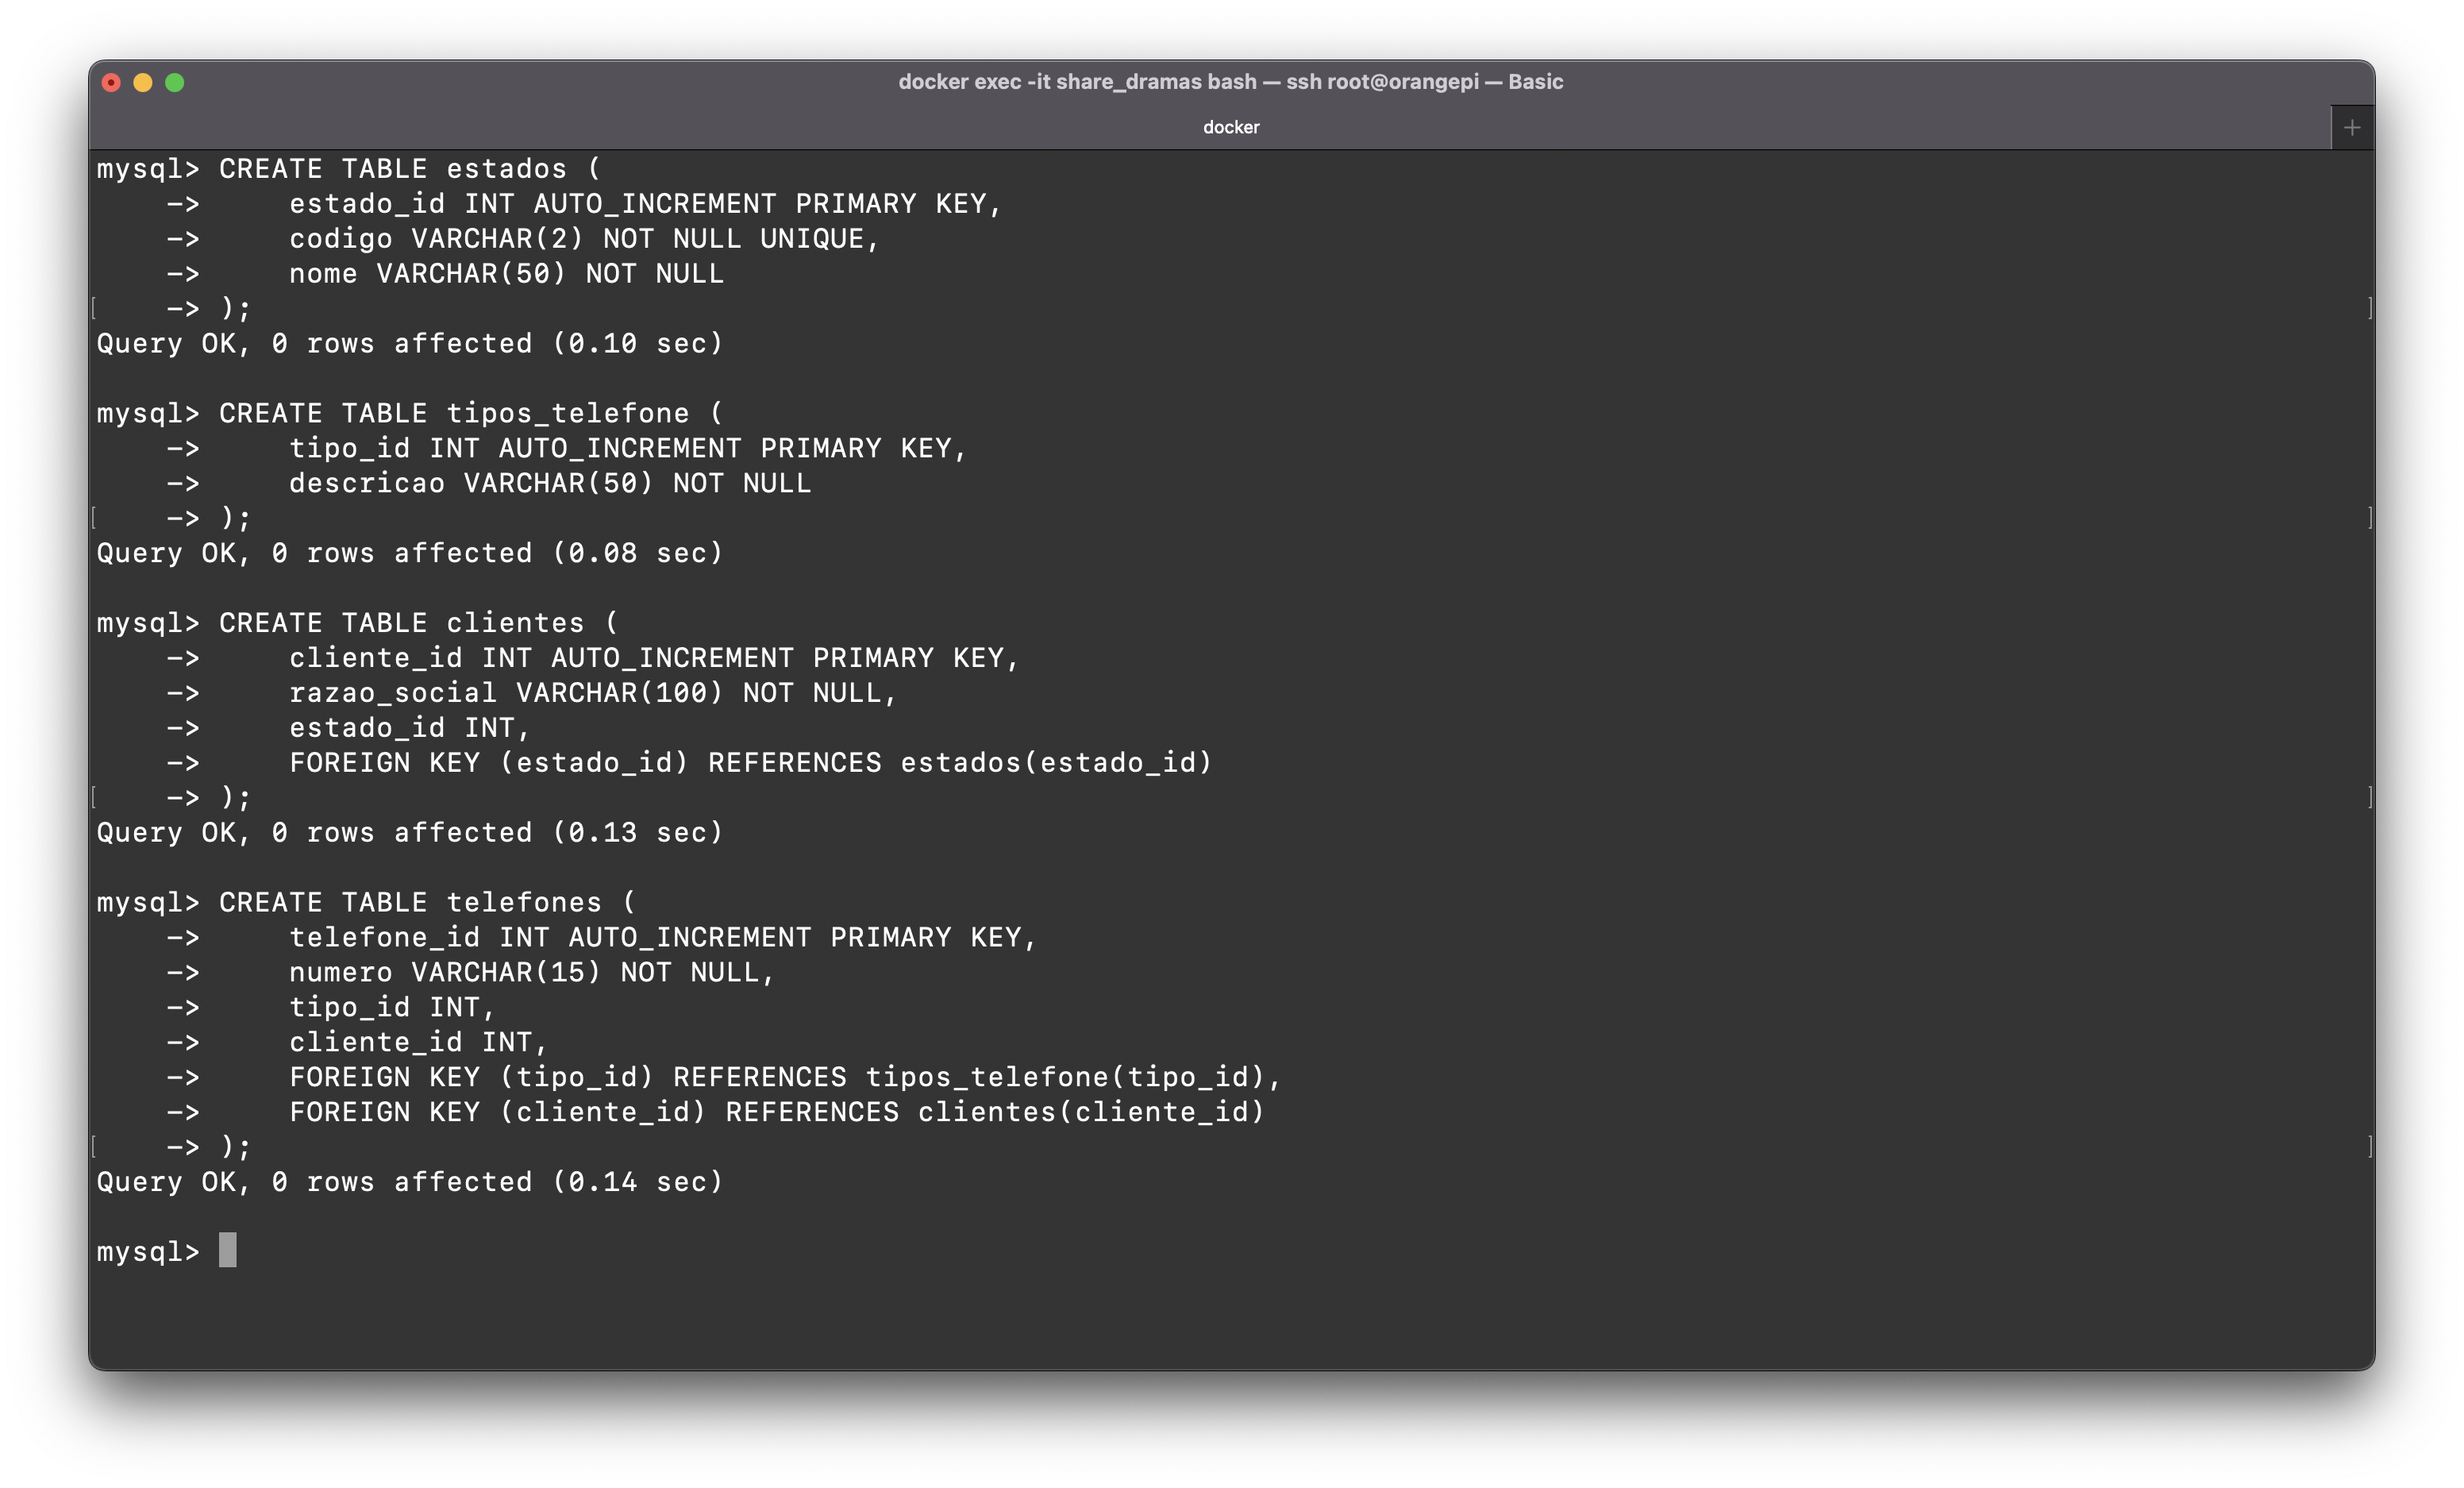 docker exec -it share_dramas bash — ssh root@orangepi — Basic
docker
mysql> CREATE TABLE estados (
    ->     estado_id INT AUTO_INCREMENT PRIMARY KEY,
    ->     codigo VARCHAR(2) NOT NULL UNIQUE,
    ->     nome VARCHAR(50) NOT NULL
[    -> ); ]
Query OK, 0 rows affected (0.10 sec)
mysql> CREATE TABLE tipos_telefone (
    ->     tipo_id INT AUTO_INCREMENT PRIMARY KEY,
    ->     descricao VARCHAR(50) NOT NULL
[    -> ); ]
Query OK, 0 rows affected (0.08 sec)
mysql> CREATE TABLE clientes (
    ->     cliente_id INT AUTO_INCREMENT PRIMARY KEY,
    ->     razao_social VARCHAR(100) NOT NULL,
    ->     estado_id INT,
    ->     FOREIGN KEY (estado_id) REFERENCES estados(estado_id)
[    -> ); ]
Query OK, 0 rows affected (0.13 sec)
mysql> CREATE TABLE telefones (
    ->     telefone_id INT AUTO_INCREMENT PRIMARY KEY,
    ->     numero VARCHAR(15) NOT NULL,
    ->     tipo_id INT,
    ->     cliente_id INT,
    ->     FOREIGN KEY (tipo_id) REFERENCES tipos_telefone(tipo_id),
    ->     FOREIGN KEY (cliente_id) REFERENCES clientes(cliente_id)
[    -> ); ]
Query OK, 0 rows affected (0.14 sec)
mysql>